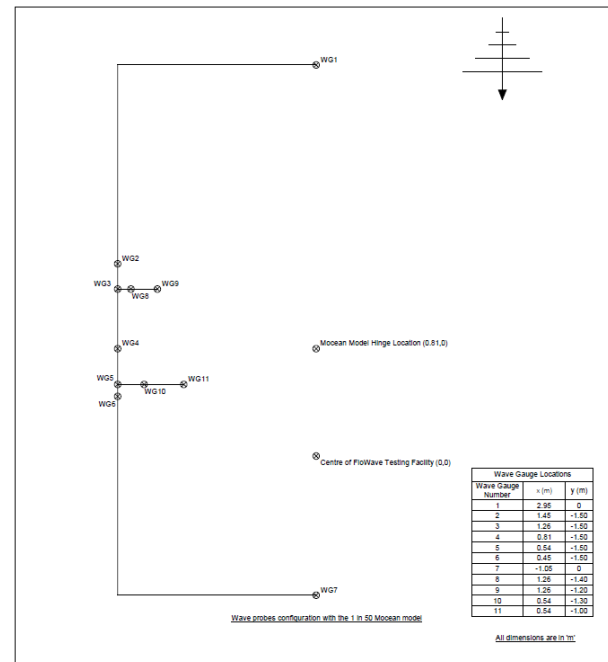 WG1
WG2
WG3
WG8
WG9
WG4
Mocean Model Hinge Location (0.81,0)
WG5
WG10
WG11
WG6
Centre of FloWave Testing Facility (0,0)
WG7
Wave probes configuration with the 1 in 50 Mocean model
Wave Gauge Locations
Wave Gauge Number x (m) y (m)
1 2.95 0
2 1.45 -1.50
3 1.26 -1.50
4 0.81 -1.50
5 0.54 -1.50
6 0.45 -1.50
7 -1.05 0
8 1.26 -1.40
9 1.26 -1.20
10 0.54 -1.30
11 0.54 -1.00
All dimensions are in 'm'